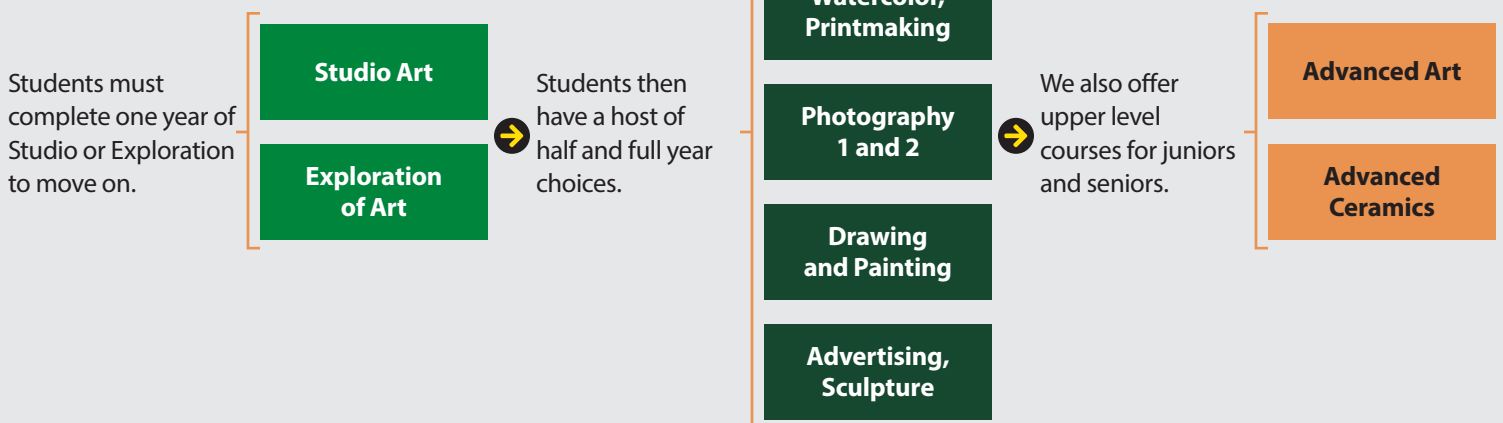 Students must
complete one year of
Studio or Exploration
to move on.
Studio Art
Exploration
of Art
Students then
have a host of
half and full year
choices.
Watercolor,
Printmaking
Photography
1 and 2
Drawing
and Painting
Advertising,
Sculpture
We also offer
upper level
courses for juniors
and seniors.
Advanced Art
Advanced
Ceramics